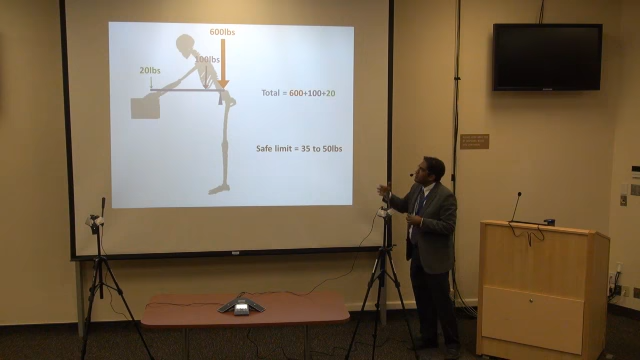 600lbs
100lbs
20lbs
Total = 600+100+20
Safe limit = 35 to 50lbs